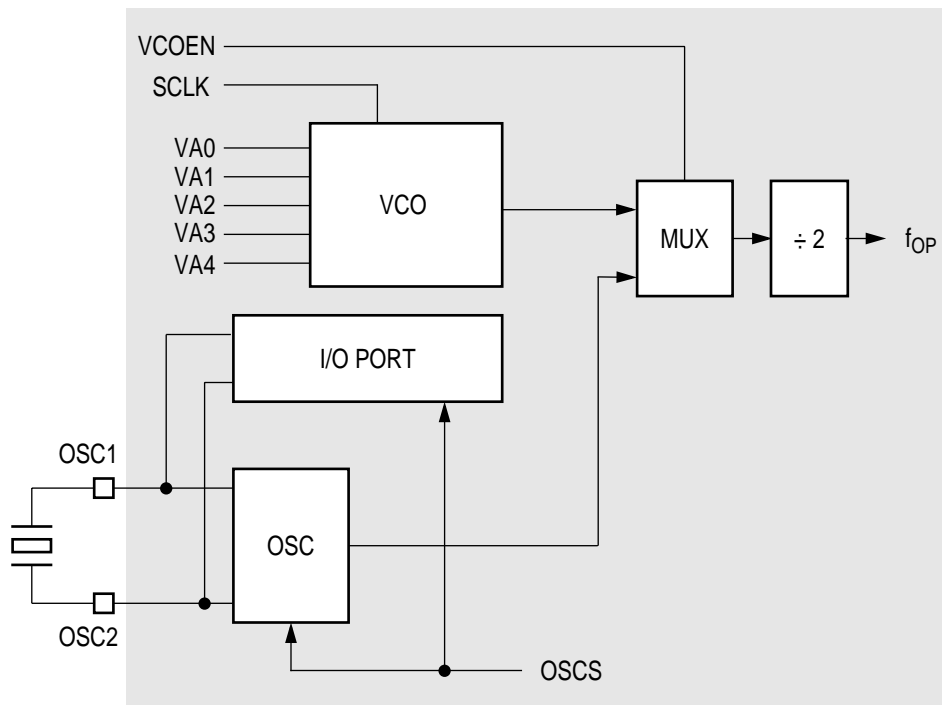 VCOEN
SCLK
VA0
VA1
VA2
VA3
VA4
VCO
MUX
÷ 2
fOP
I/O PORT
OSC1
OSC
OSC2
OSCS